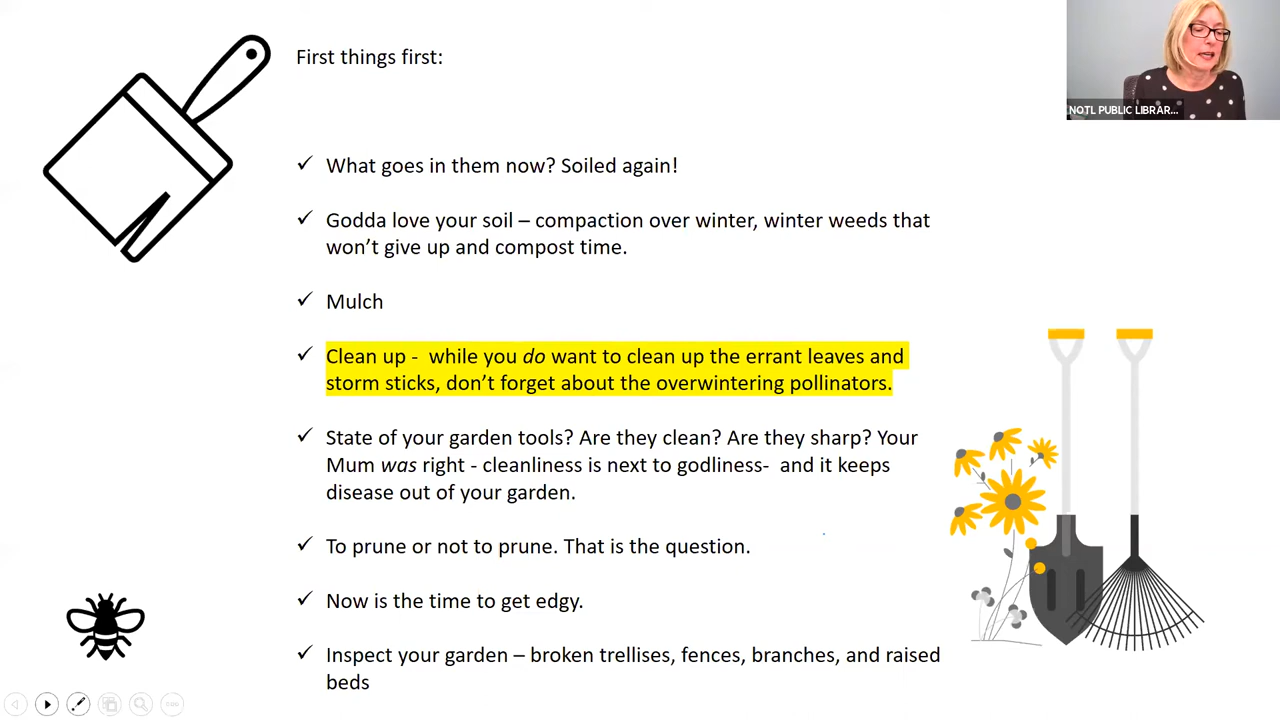 First things first:
NOTL PUBLIC LIBRAR...
✓ What goes in them now? Soiled again!
✓ Godda love your soil – compaction over winter, winter weeds that
won't give up and compost time.
✓ Mulch
✓ Clean up - while you do want to clean up the errant leaves and
storm sticks, don't forget about the overwintering pollinators.
✓ State of your garden tools? Are they clean? Are they sharp? Your
Mum was right - cleanliness is next to godliness- and it keeps
disease out of your garden.
✓ To prune or not to prune. That is the question.
✓ Now is the time to get edgy.
✓ Inspect your garden – broken trellises, fences, branches, and raised
beds